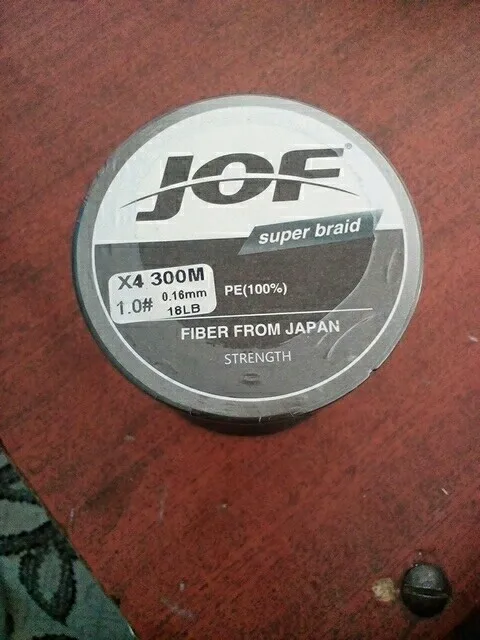 JOF®
super braid
X4 300M
1.0# 0.16mm
18LB
PE(100%)
FIBER FROM JAPAN
STRENGTH